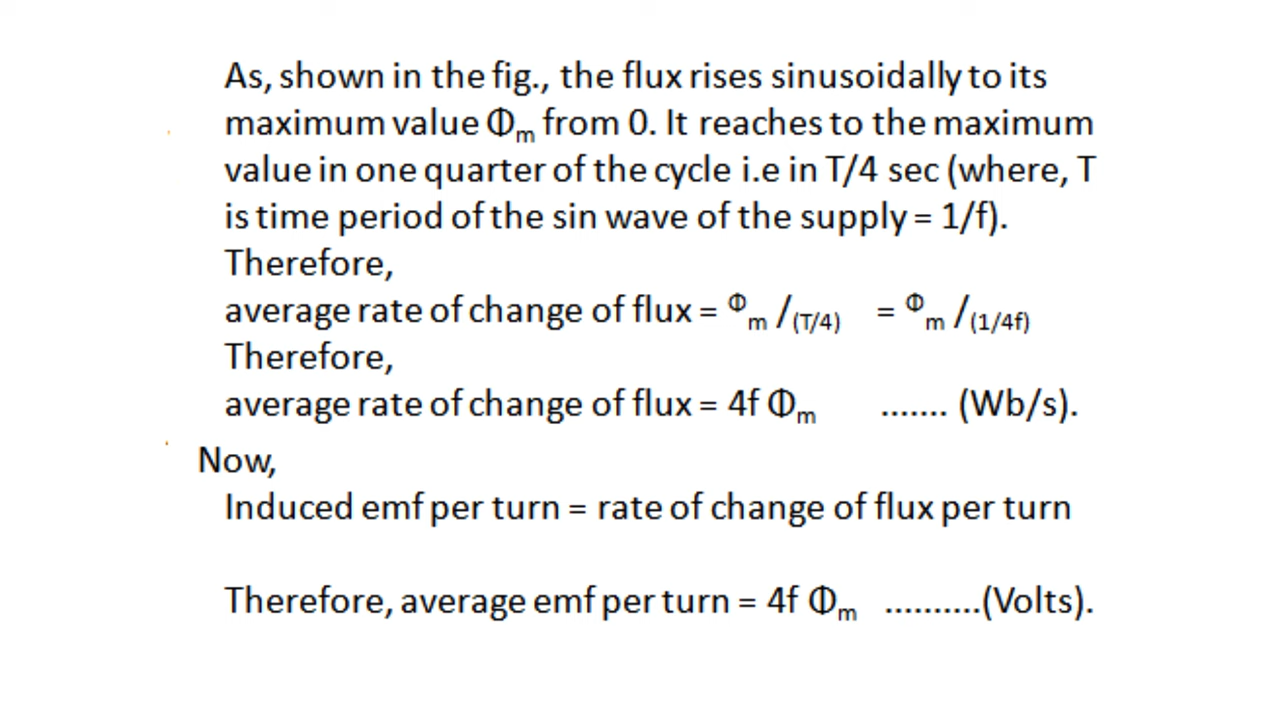 As, shown in the fig., the flux rises sinusoidally to its
maximum value Φm from 0. It reaches to the maximum
value in one quarter of the cycle i.e in T/4 sec (where, T
is time period of the sin wave of the supply = 1/f).
Therefore,
average rate of change of flux = Φm /(T/4) = Φm /(1/4f)
Therefore,
average rate of change of flux = 4f Φm ....... (Wb/s).
Now,
Induced emf per turn = rate of change of flux per turn
Therefore, average emf per turn = 4f Φm ..........(Volts).